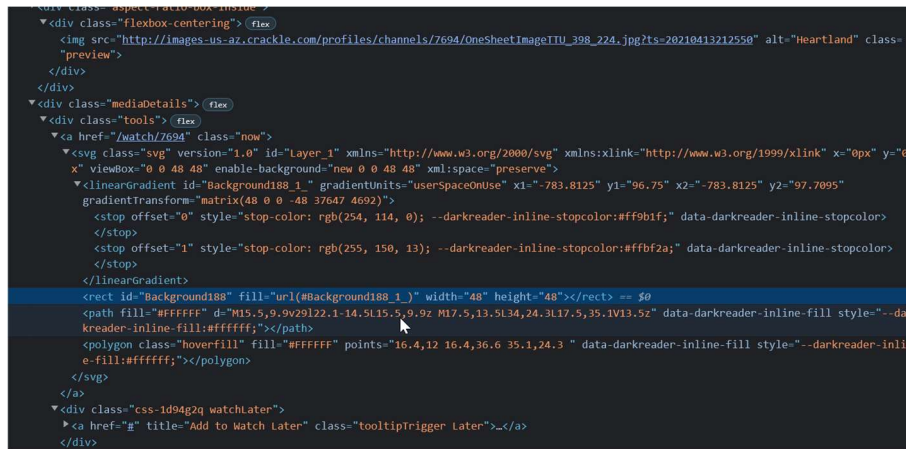 <div class="aspect-ratio-box-inside">
▼<div class="flexbox-centering"> flex
<img src="http://images-us-az.crackle.com/profiles/channels/7694/OneSheetImageTTU_398_224.jpg?ts=20210413212550" alt="Heartland" class=
"preview">
</div>
</div>
▼<div class="mediaDetails"> flex
▼<div class="tools"> flex
▼<a href="/watch/7694" class="now">
▼<svg class="svg" version="1.0" id="Layer_1" xmlns="http://www.w3.org/2000/svg" xmlns:xlink="http://www.w3.org/1999/xlink" x="0px" y="0
x" viewBox="0 0 48 48" enable-background="new 0 0 48 48" xml:space="preserve">
▼<linearGradient id="Background188_1_" gradientUnits="userSpaceOnUse" x1="-783.8125" y1="96.75" x2="-783.8125" y2="97.7095"
gradientTransform="matrix(48 0 0 -48 37647 4692)">
<stop offset="0" style="stop-color: rgb(254, 114, 0); --darkreader-inline-stopcolor:#ff9b1f;" data-darkreader-inline-stopcolor>
</stop>
<stop offset="1" style="stop-color: rgb(255, 150, 13); --darkreader-inline-stopcolor:#ffbf2a;" data-darkreader-inline-stopcolor>
</stop>
</linearGradient>
<rect id="Background188" fill="url(#Background188_1_)" width="48" height="48"></rect> == $0
<path fill="#FFFFFF" d="M15.5,9.9v29l22.1-14.5L15.5,9.9z M17.5,13.5L34,24.3L17.5,35.1V13.5z" data-darkreader-inline-fill style="--da
kreader-inline-fill:#ffffff;"></path>
<polygon class="hoverfill" fill="#FFFFFF" points="16.4,12 16.4,36.6 35.1,24.3 " data-darkreader-inline-fill style="--darkreader-inli
e-fill:#ffffff;"></polygon>
</svg>
</a>
▼<div class="css-1d94g2q watchLater">
▶<a href="#" title="Add to Watch Later" class="tooltipTrigger Later">…</a>
</div>